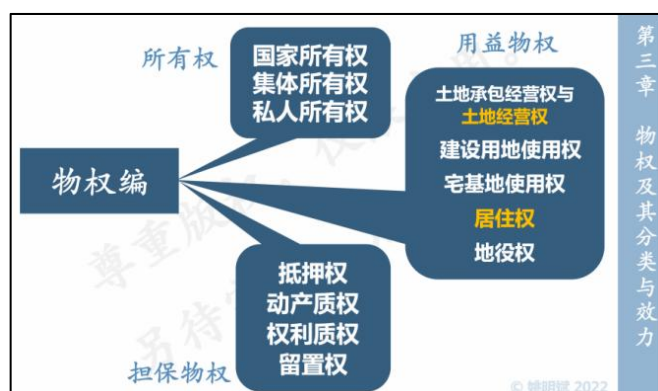 所有权
国家所有权
集体所有权
私人所有权
用益物权
土地承包经营权与
土地经营权
建设用地使用权
宅基地使用权
居住权
地役权
物权编
抵押权
动产质权
权利质权
留置权
担保物权
第三章 物权及其分类与效力
尊重版权
© 姚明斌 2022